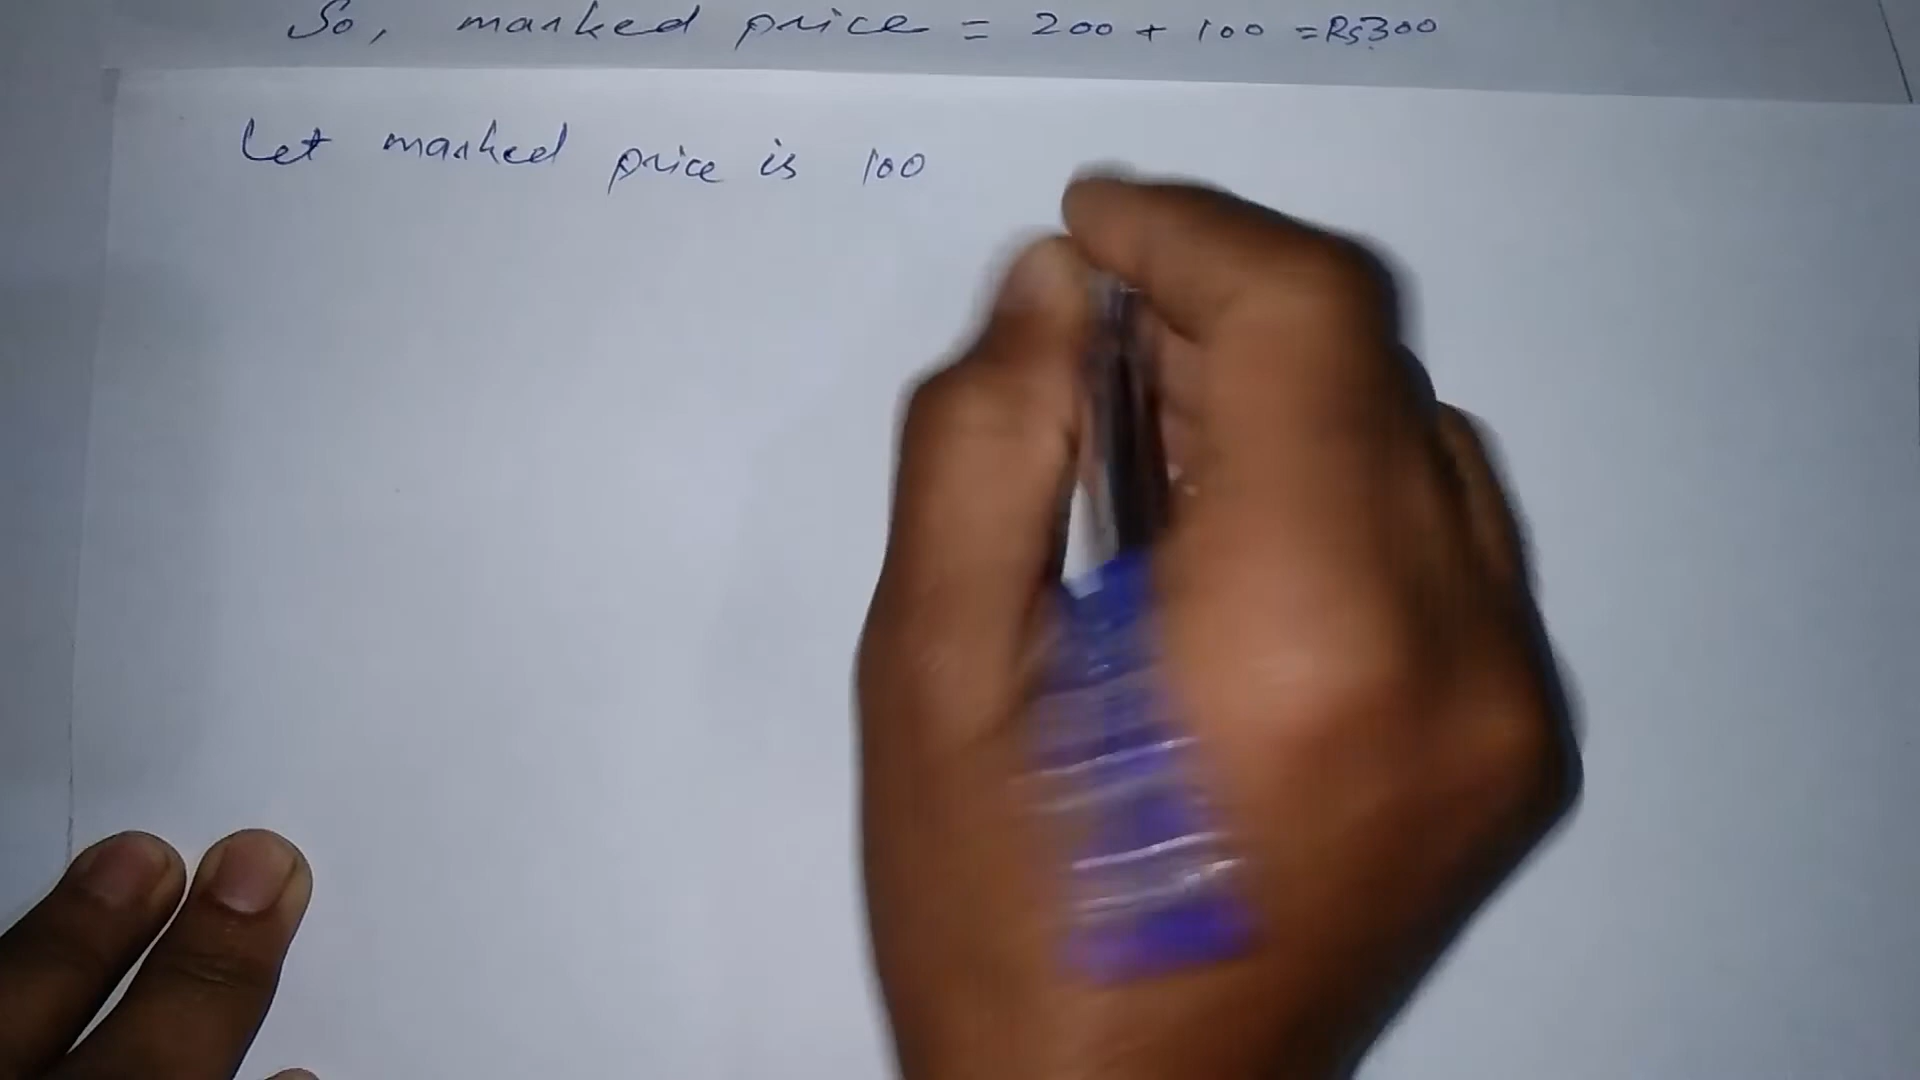 So, marked price = 200 + 100 = Rs300
Let marked price is 100